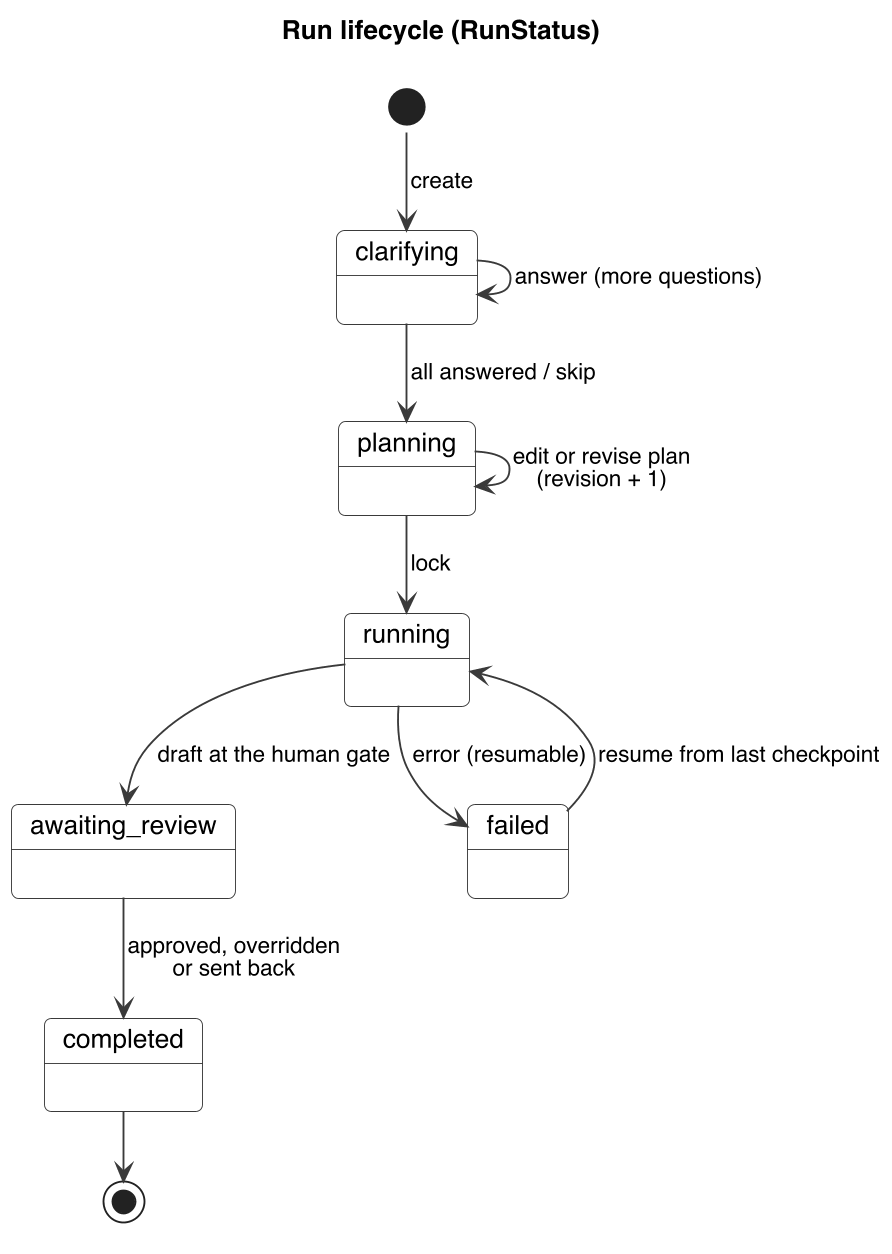 Run lifecycle (RunStatus)
create
clarifying
answer (more questions)
all answered / skip
planning
edit or revise plan
(revision + 1)
lock
running
draft at the human gate
error (resumable)
resume from last checkpoint
awaiting_review
failed
approved, overridden
or sent back
completed